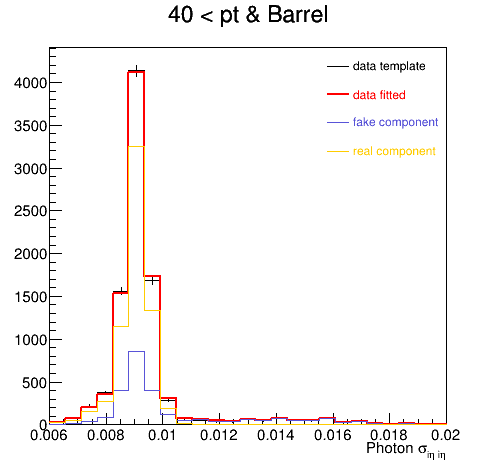 40 < pt & Barrel
data template
data fitted
fake component
real component
4000
3500
3000
2500
2000
1500
1000
500
0
0.006 0.008 0.01 0.012 0.014 0.016 0.018 0.02
Photon σiη iη